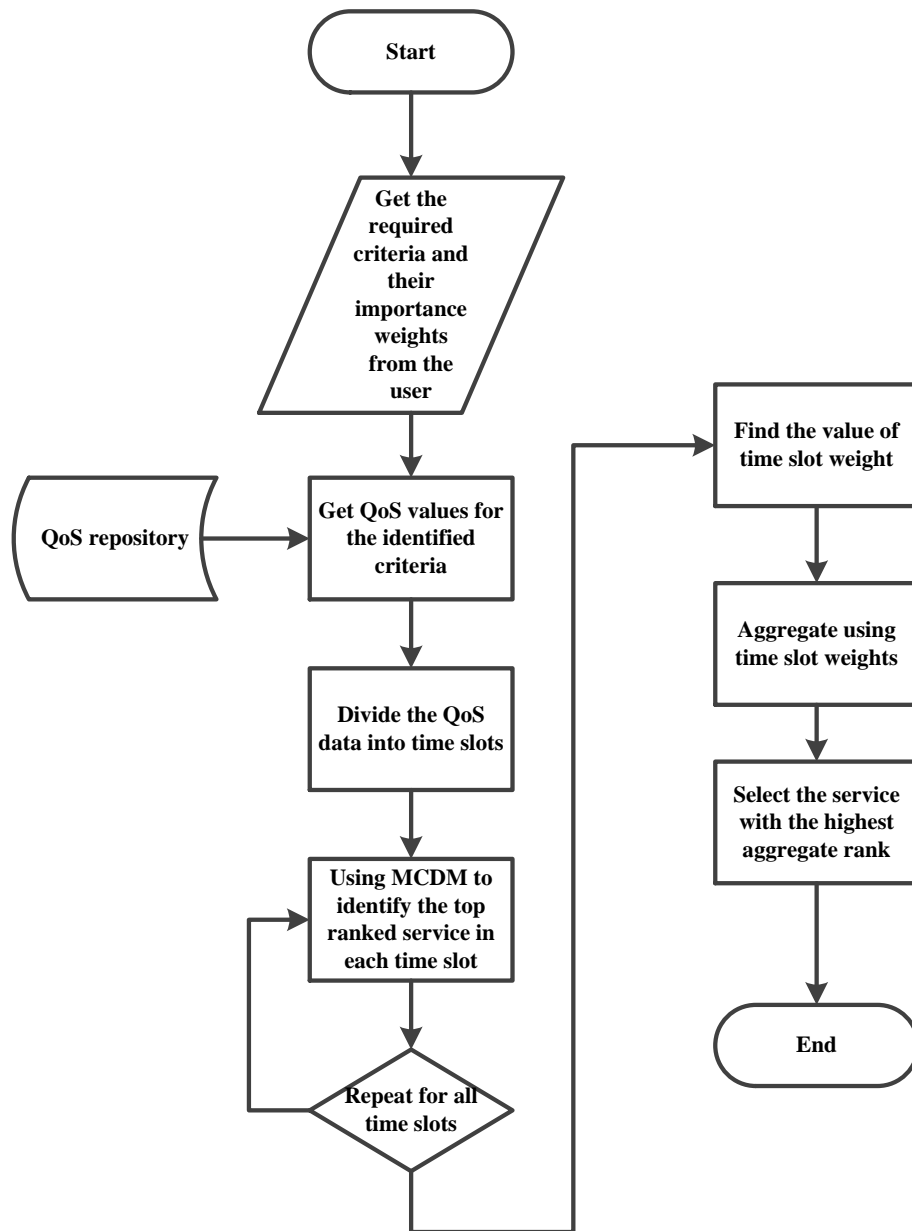 Start
Get the
required
criteria and
their
importance
weights
from the
user
QoS repository
Get QoS values for
the identified
criteria
Divide the QoS
data into time slots
Using MCDM to
identify the top
ranked service in
each time slot
Repeat for all
time slots
Find the value of
time slot weight
Aggregate using
time slot weights
Select the service
with the highest
aggregate rank
End